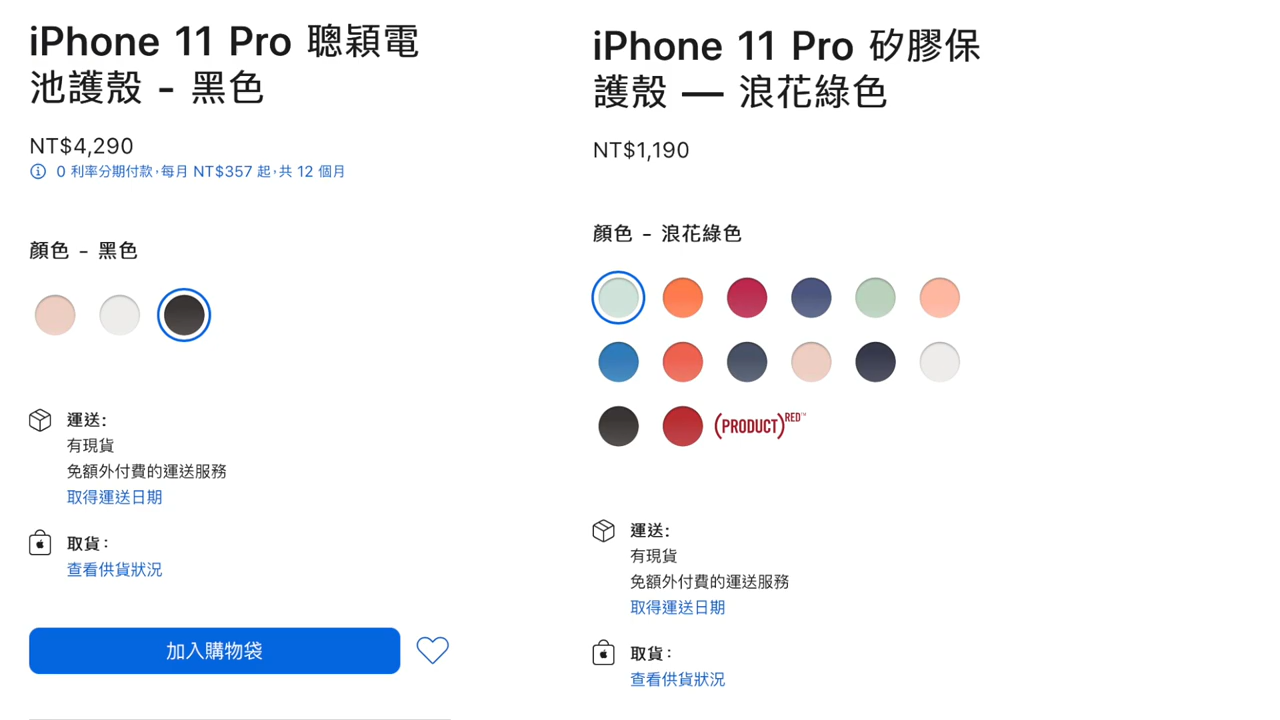 iPhone 11 Pro 聰穎電
池護殼 - 黑色
NT$4,290
0 利率分期付款,每月 NT$357 起,共 12 個月
顏色 - 黑色
運送:
有現貨
免額外付費的運送服務
取得運送日期
取貨:
查看供貨狀況
加入購物袋
iPhone 11 Pro 矽膠保
護殼 — 浪花綠色
NT$1,190
顏色 - 浪花綠色
(PRODUCT)RED™
運送:
有現貨
免額外付費的運送服務
取得運送日期
取貨:
查看供貨狀況